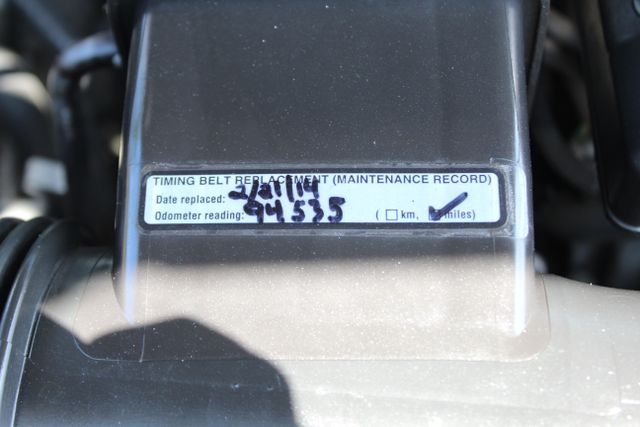 TIMING BELT REPLACEMENT (MAINTENANCE RECORD)
Date replaced: 2/21/14
Odometer reading: 94535 ( km, miles)